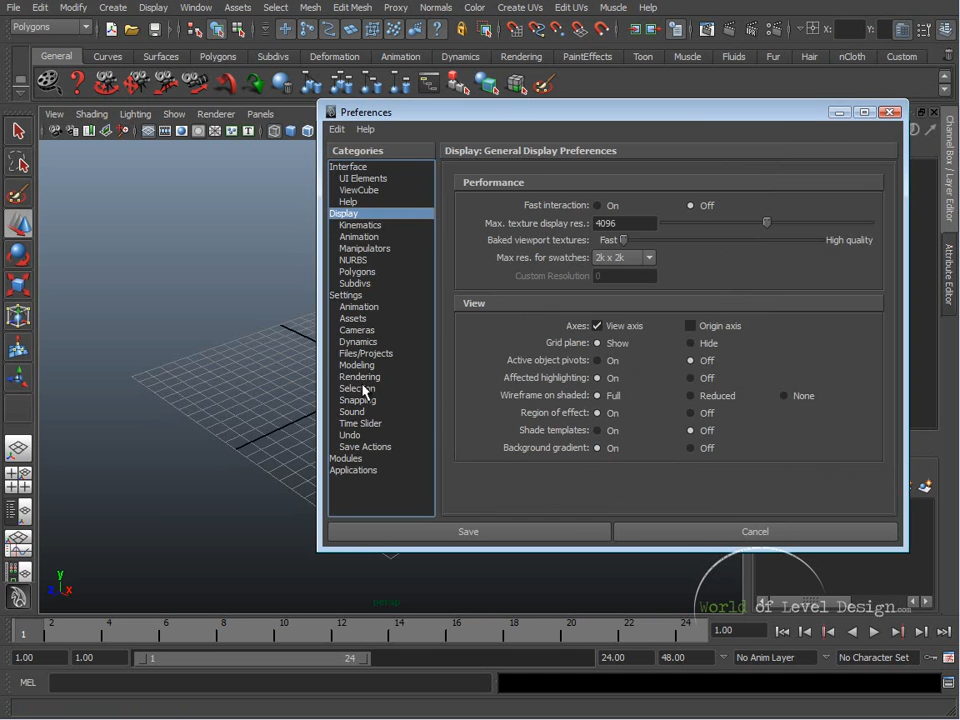 File Edit Modify Create Display Window Assets Select Mesh Edit Mesh Proxy Normals Color Create UVs Edit UVs Muscle Help
Polygons X: Y:
General Curves Surfaces Polygons Subdivs Deformation Animation Dynamics Rendering PaintEffects Toon Muscle Fluids Fur Hair nCloth Custom
View Shading Lighting Show Renderer Panels
Preferences
Edit Help
Categories
Interface
UI Elements
ViewCube
Help
Display
Kinematics
Animation
Manipulators
NURBS
Polygons
Subdivs
Settings
Animation
Assets
Cameras
Dynamics
Files/Projects
Modeling
Rendering
Selection
Snapping
Sound
Time Slider
Undo
Save Actions
Modules
Applications
Display: General Display Preferences
Performance
Fast interaction: On Off
Max. texture display res.: 4096
Baked viewport textures: Fast High quality
Max res. for swatches: 2k x 2k
Custom Resolution 0
View
Axes: View axis Origin axis
Grid plane: Show Hide
Active object pivots: On Off
Affected highlighting: On Off
Wireframe on shaded: Full Reduced None
Region of effect: On Off
Shade templates: On Off
Background gradient: On Off
Save Cancel
Channel Box / Layer Editor
Attribute Editor
y
z x
persp
World of Level Design.com
1 2 4 6 8 10 12 14 16 18 20 22 24 1.00
1.00 1.00 1 24 24.00 48.00 No Anim Layer No Character Set
MEL